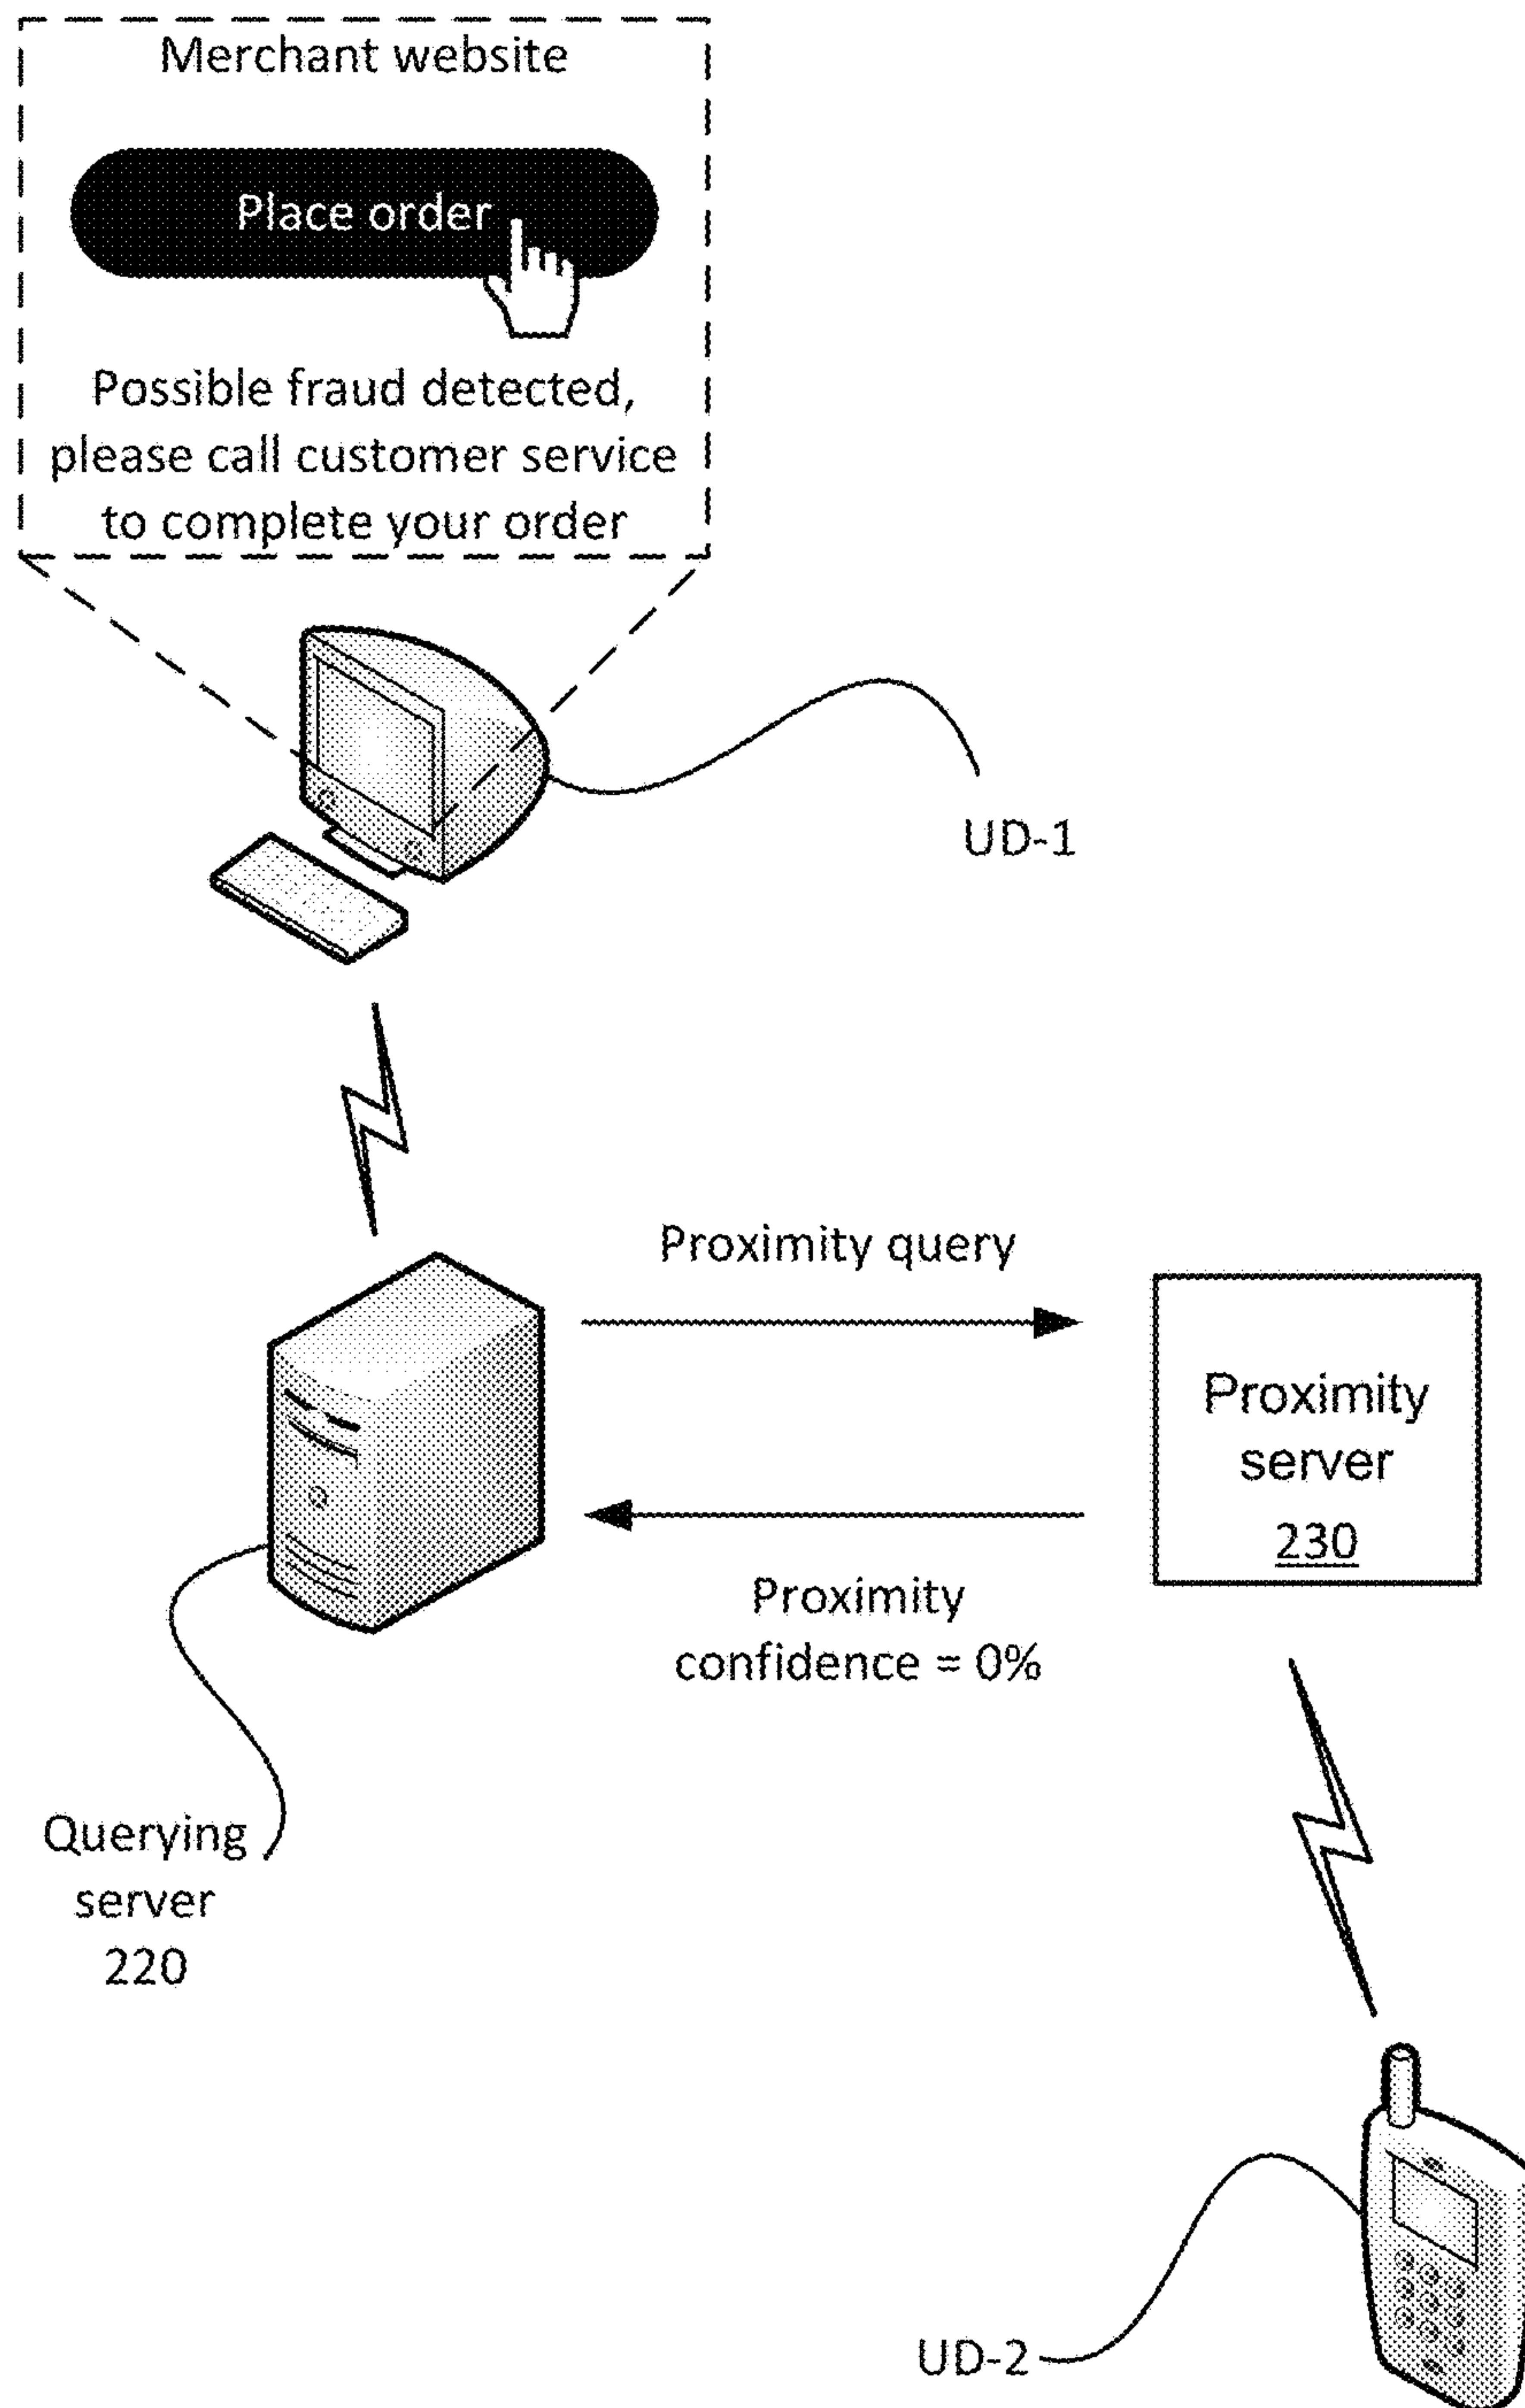 Merchant website
Place order
Possible fraud detected,
please call customer service
to complete your order
UD-1
Proximity query
Proximity
server
230
Proximity
confidence = 0%
Querying
server
220
UD-2